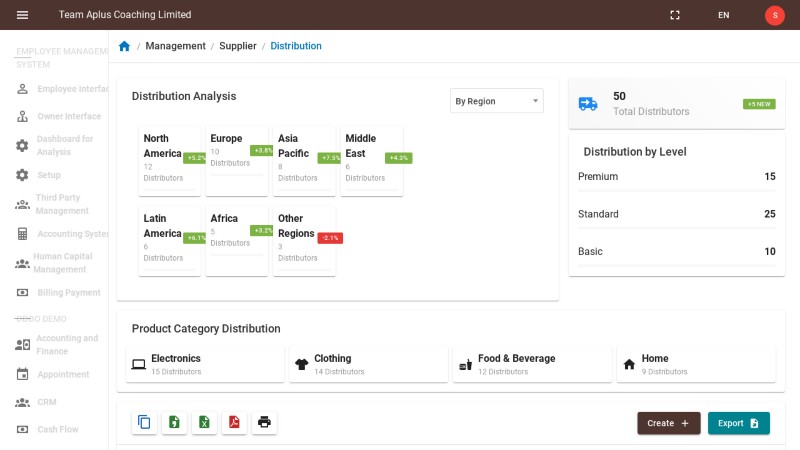 Team Aplus Coaching Limited
EN
S
EMPLOYEE MANAGEM
SYSTEM
Employee Interfac
Owner Interface
Dashboard for
Analysis
Setup
Third Party
Management
Accounting System
Human Capital
Management
Billing Payment
DEMO
Accounting and
Finance
Appointment
CRM
Cash Flow
/ Management / Supplier / Distribution
Distribution Analysis
By Region
North
America
+5.2%
12
Distributors
Europe
+3.8%
10
Distributors
Asia
Pacific
+7.5%
8
Distributors
Middle
East
+4.3%
6
Distributors
Latin
America
+6.1%
6
Distributors
Africa
+3.2%
5
Distributors
Other
Regions
-2.1%
3
Distributors
50
Total Distributors
+5 NEW
Distribution by Level
Premium 15
Standard 25
Basic 10
Product Category Distribution
Electronics
15 Distributors
Clothing
14 Distributors
Food & Beverage
12 Distributors
Home
9 Distributors
Create +
Export